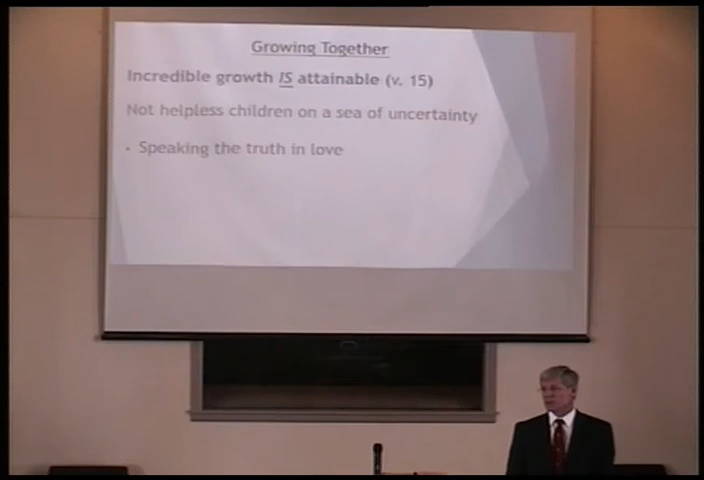 Growing Together
Incredible growth IS attainable (v. 15)
Not helpless children on a sea of uncertainty
• Speaking the truth in love